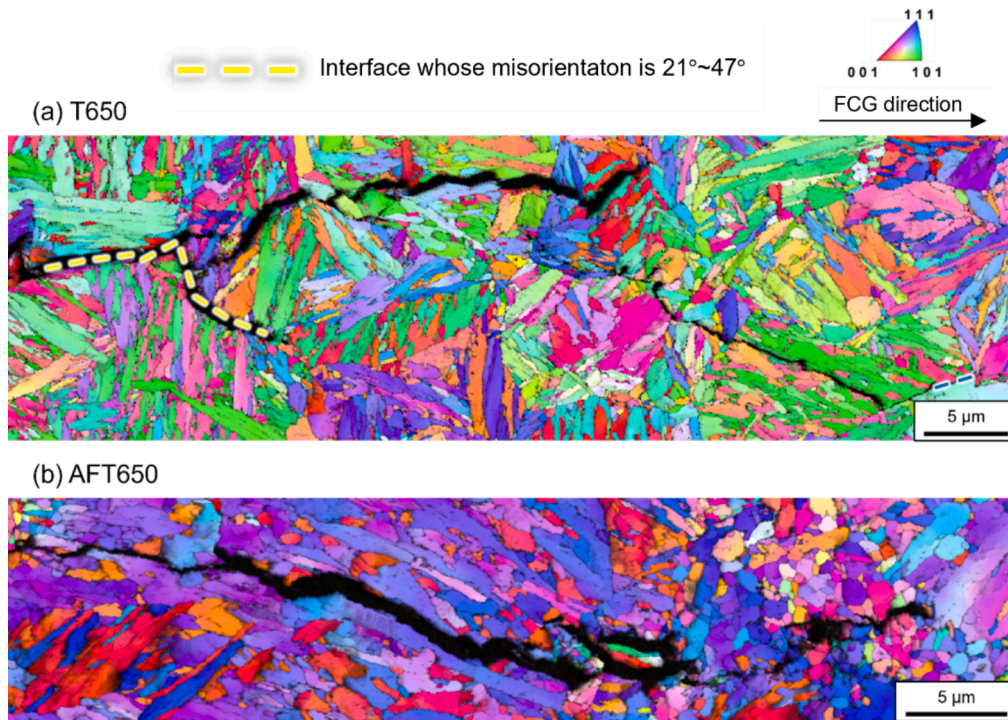 111
001 101
Interface whose misorientaton is 21°~47°
FCG direction
(a) T650
5 µm
(b) AFT650
5 µm